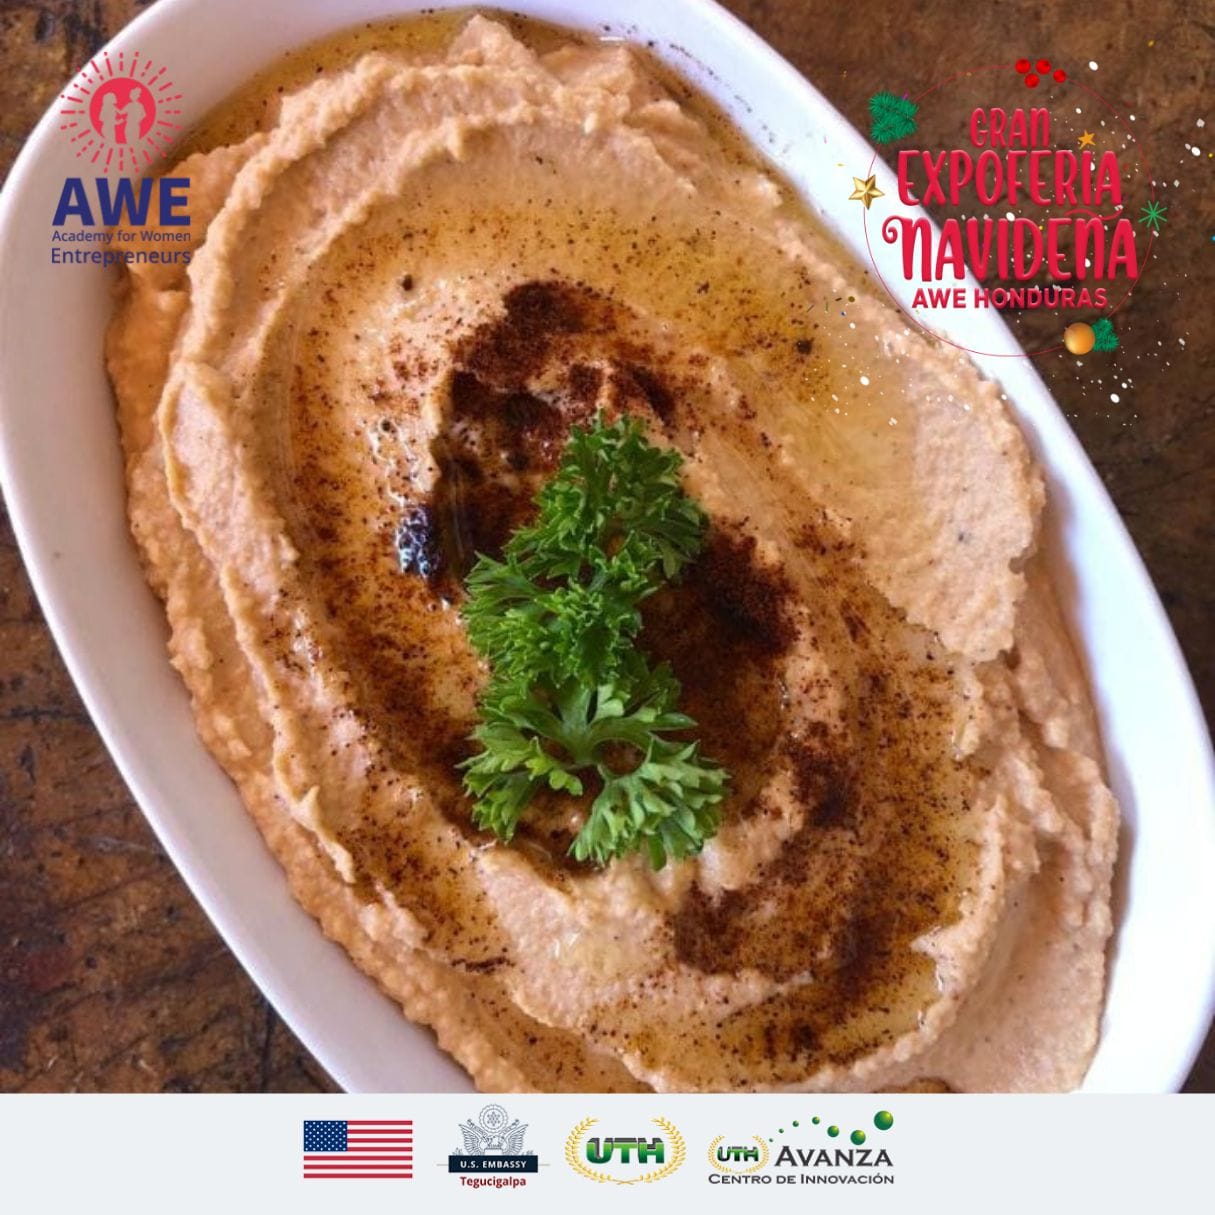 AWE
Academy for Women
Entrepreneurs
GRAN
EXPOFERIA
NAVIDEÑA
AWE HONDURAS
U.S. EMBASSY
Tegucigalpa
UTH
UTH AVANZA
CENTRO DE INNOVACIÓN